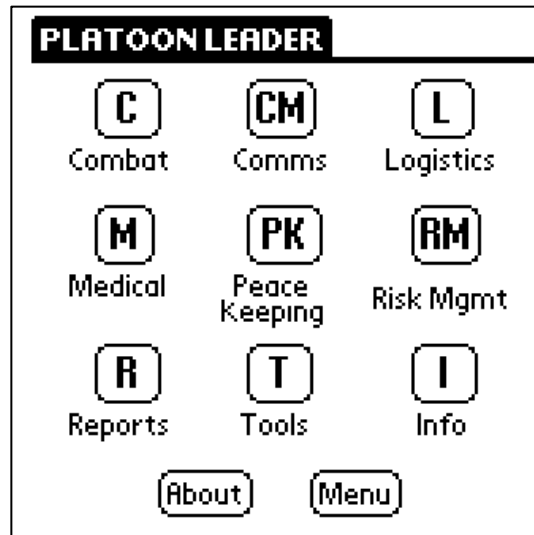 PLATOON LEADER
C CM L
Combat Comms Logistics
M PK RM
Medical Peace Keeping Risk Mgmt
R T I
Reports Tools Info
About Menu